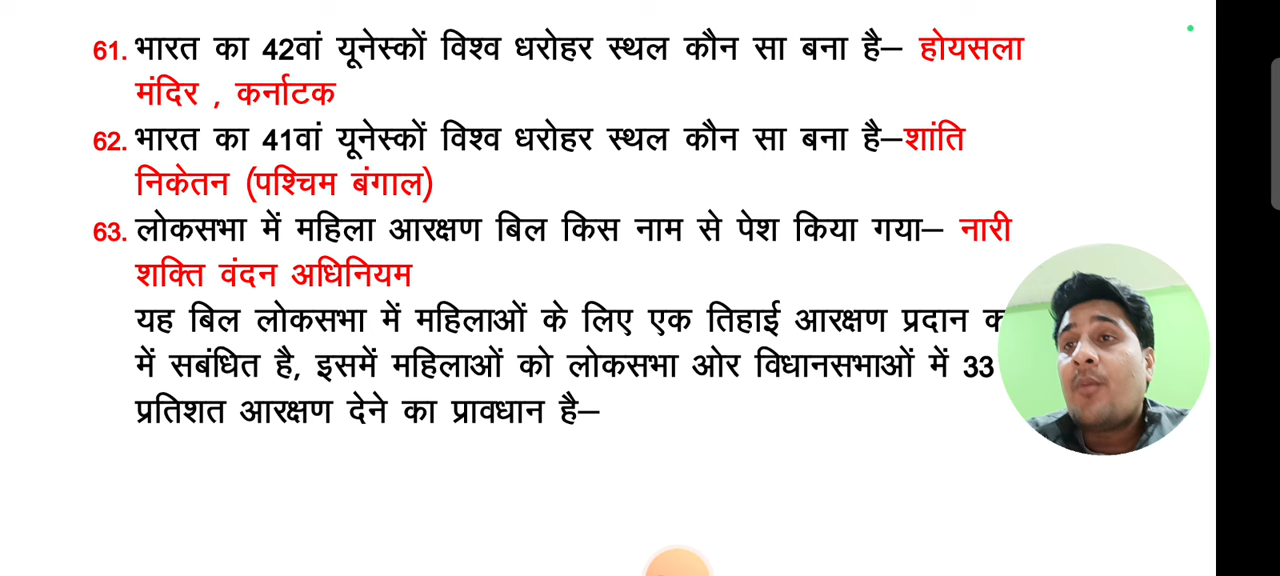 61. भारत का 42वां यूनेस्कों विश्व धरोहर स्थल कौन सा बना है– होयसला
मंदिर , कर्नाटक
62. भारत का 41वां यूनेस्कों विश्व धरोहर स्थल कौन सा बना है–शांति
निकेतन (पश्चिम बंगाल)
63. लोकसभा में महिला आरक्षण बिल किस नाम से पेश किया गया– नारी
शक्ति वंदन अधिनियम
यह बिल लोकसभा में महिलाओं के लिए एक तिहाई आरक्षण प्रदान
में सबंधित है, इसमें महिलाओं को लोकसभा ओर विधानसभाओं में 33
प्रतिशत आरक्षण देने का प्रावधान है–